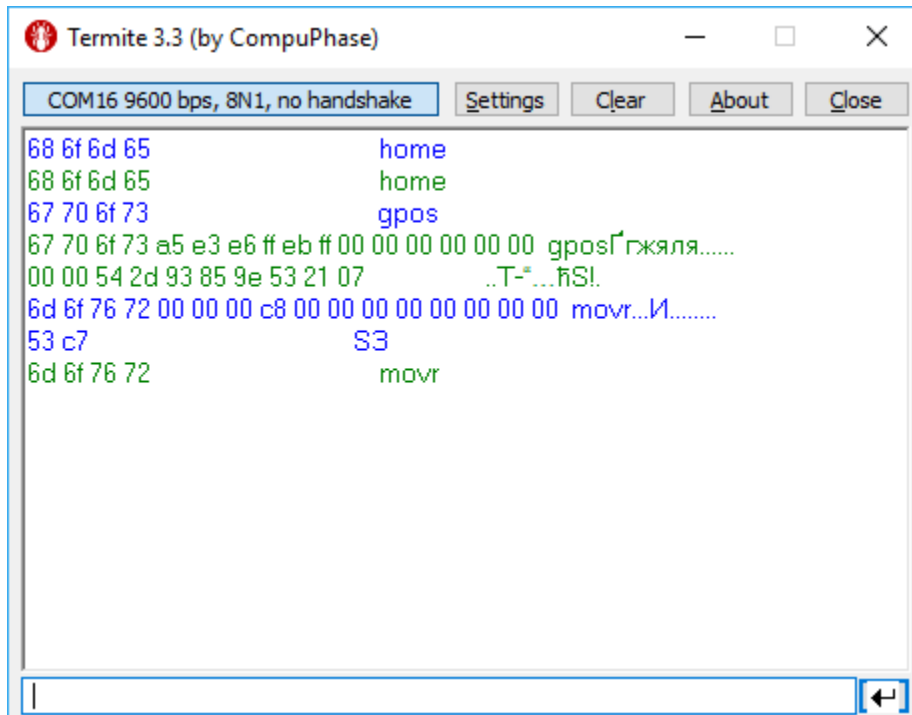 Termite 3.3 (by CompuPhase)
COM16 9600 bps, 8N1, no handshake Settings Clear About Close
68 6f 6d 65 home
68 6f 6d 65 home
67 70 6f 73 gpos
67 70 6f 73 a5 e3 e6 ff eb ff 00 00 00 00 00 00 gposҐгжяля......
00 00 54 2d 93 85 9e 53 21 07 ..T-“…ћS!.
6d 6f 76 72 00 00 00 c8 00 00 00 00 00 00 00 00 movr...И........
53 c7 SЗ
6d 6f 76 72 movr